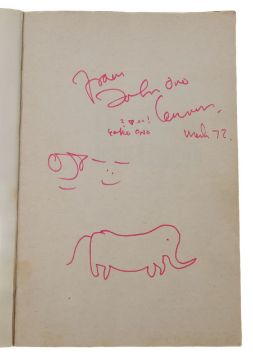 From
John Ono
Lennon
yoko ono
March 72.